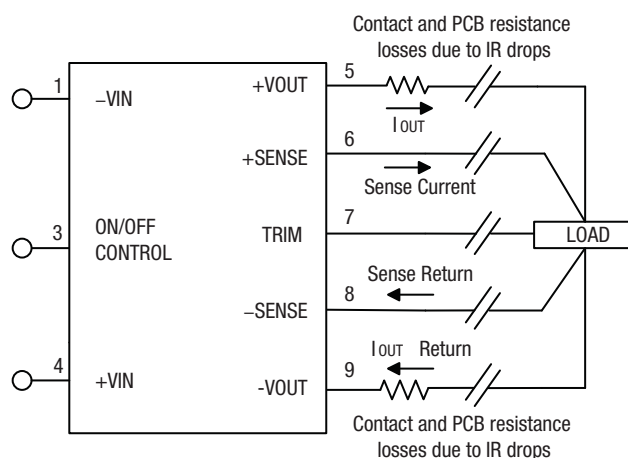 Contact and PCB resistance
losses due to IR drops
1
–VIN
+VOUT
5
IOUT
+SENSE
6
Sense Current
3
ON/OFF
CONTROL
TRIM
7
LOAD
Sense Return
–SENSE
8
4
+VIN
-VOUT
9
IOUT Return
Contact and PCB resistance
losses due to IR drops